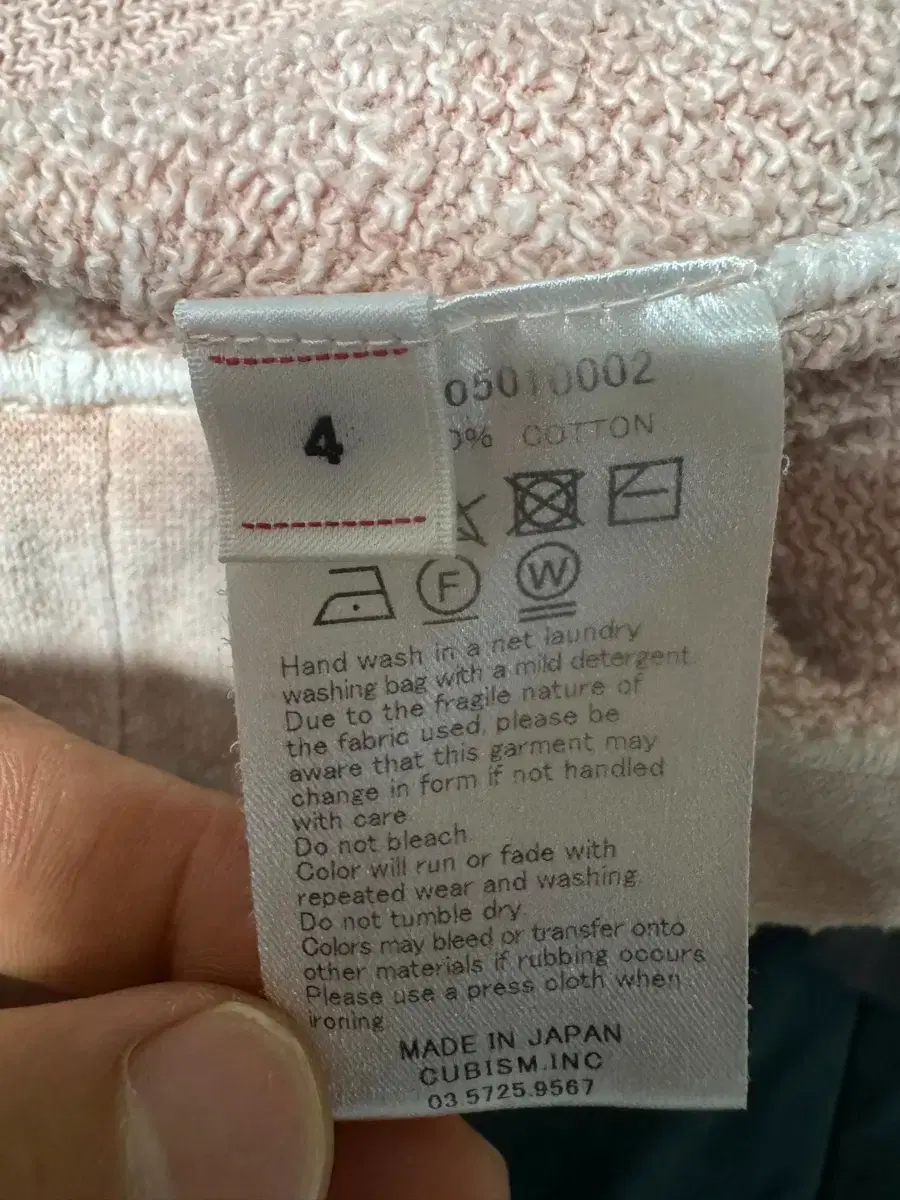 4
05010002
0% COTTON
F
W
Hand wash in a net laundry
washing bag with a mild detergent.
Due to the fragile nature of
the fabric used, please be
aware that this garment may
change in form if not handled
with care.
Do not bleach.
Color will run or fade with
repeated wear and washing.
Do not tumble dry.
Colors may bleed or transfer onto
other materials if rubbing occurs.
Please use a press cloth when
ironing.
MADE IN JAPAN
CUBISM.INC
03.5725.9567